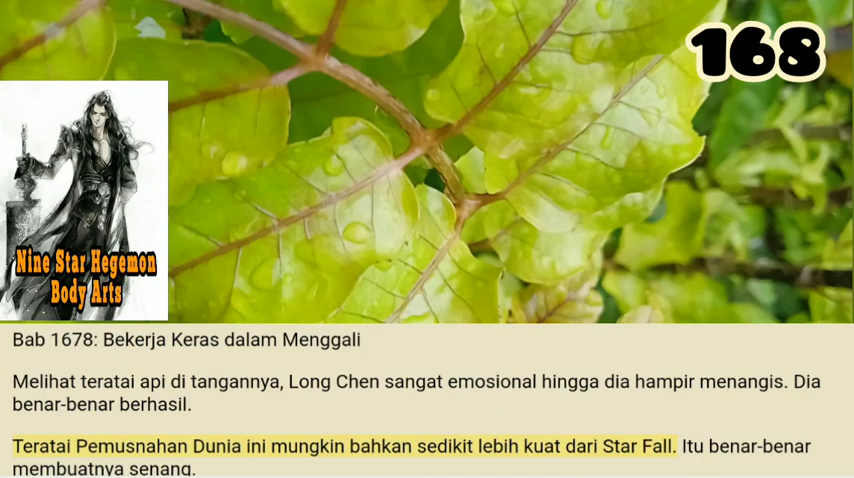 168
Nine Star Hegemon
Body Arts
Bab 1678: Bekerja Keras dalam Menggali
Melihat teratai api di tangannya, Long Chen sangat emosional hingga dia hampir menangis. Dia
benar-benar berhasil.
Teratai Pemusnahan Dunia ini mungkin bahkan sedikit lebih kuat dari Star Fall. Itu benar-benar
membuatnya senang.